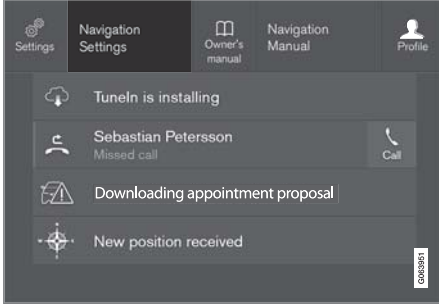 Settings
Navigation
Settings
Owner's
manual
Navigation
Manual
Profile
TuneIn is installing
Sebastian Petersson
Missed call
Call
Downloading appointment proposal
New position received
G063951